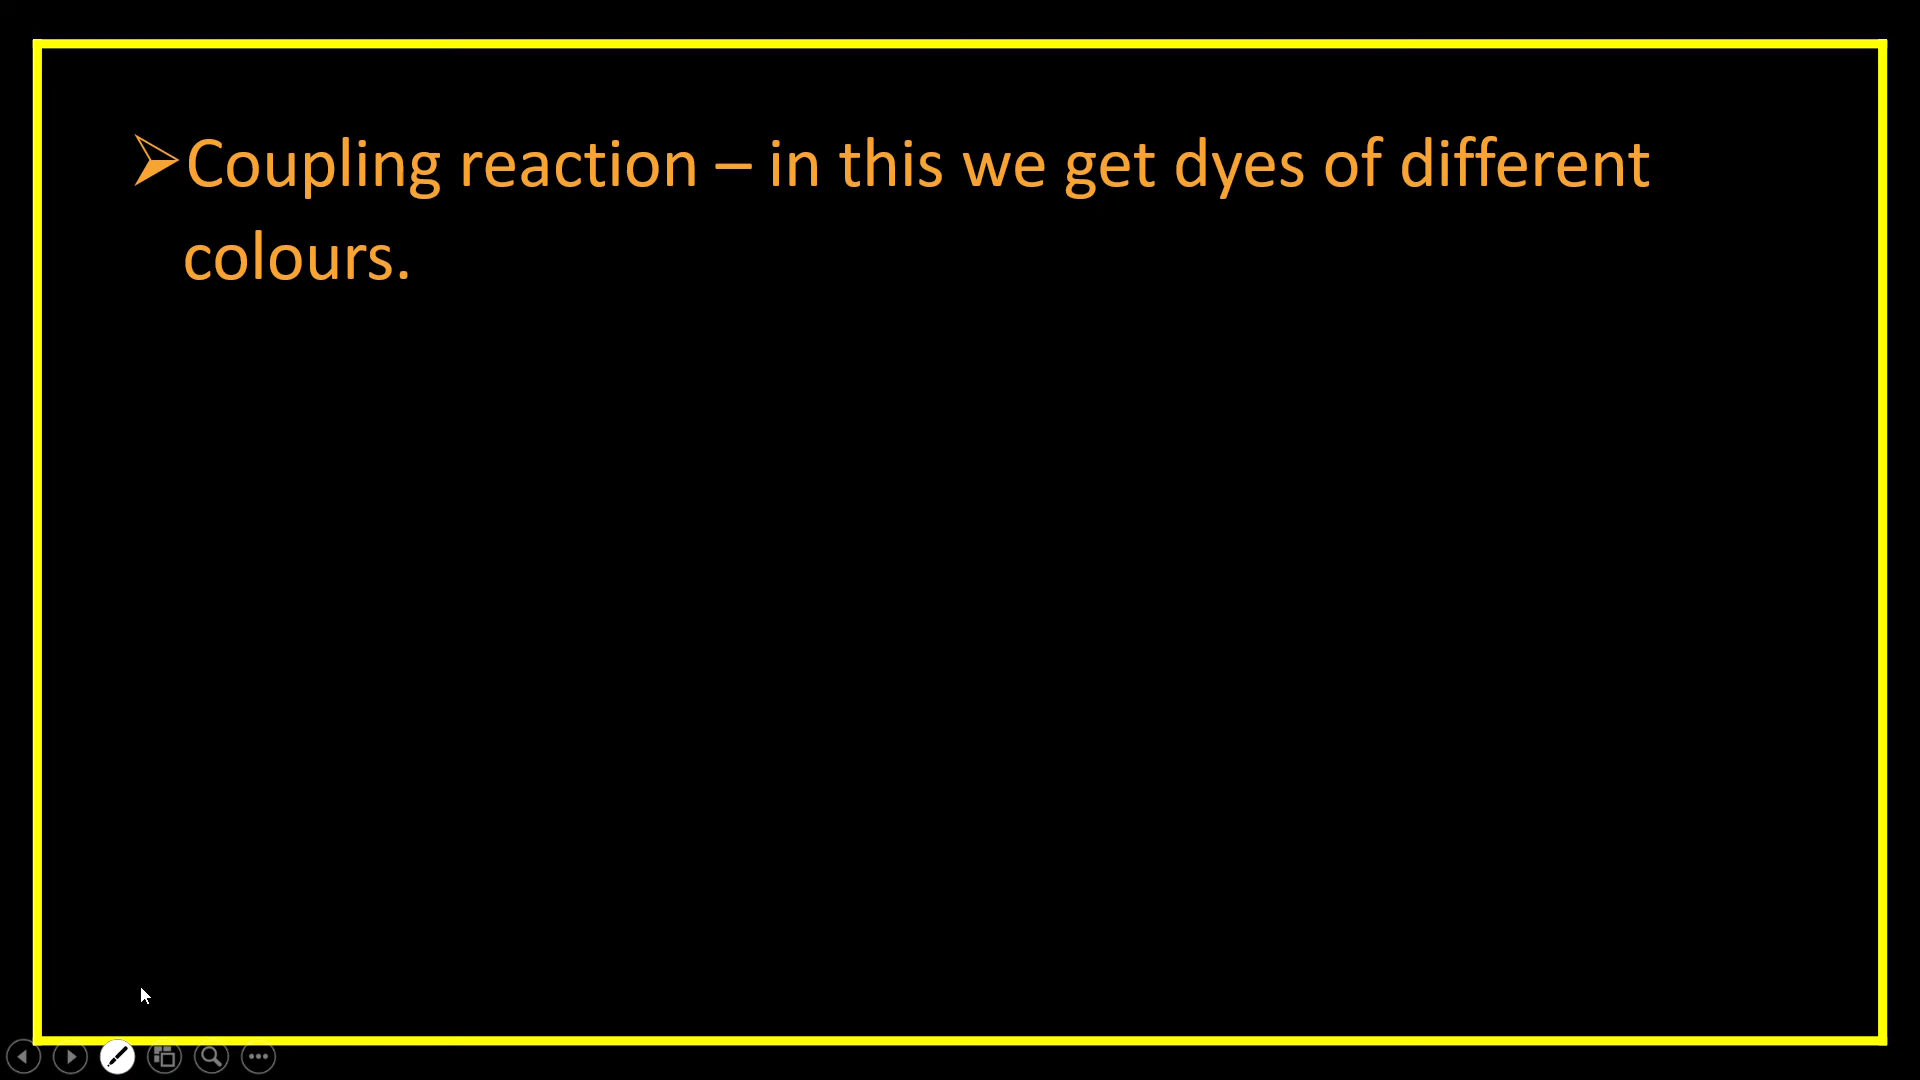 ➢Coupling reaction – in this we get dyes of different
colours.